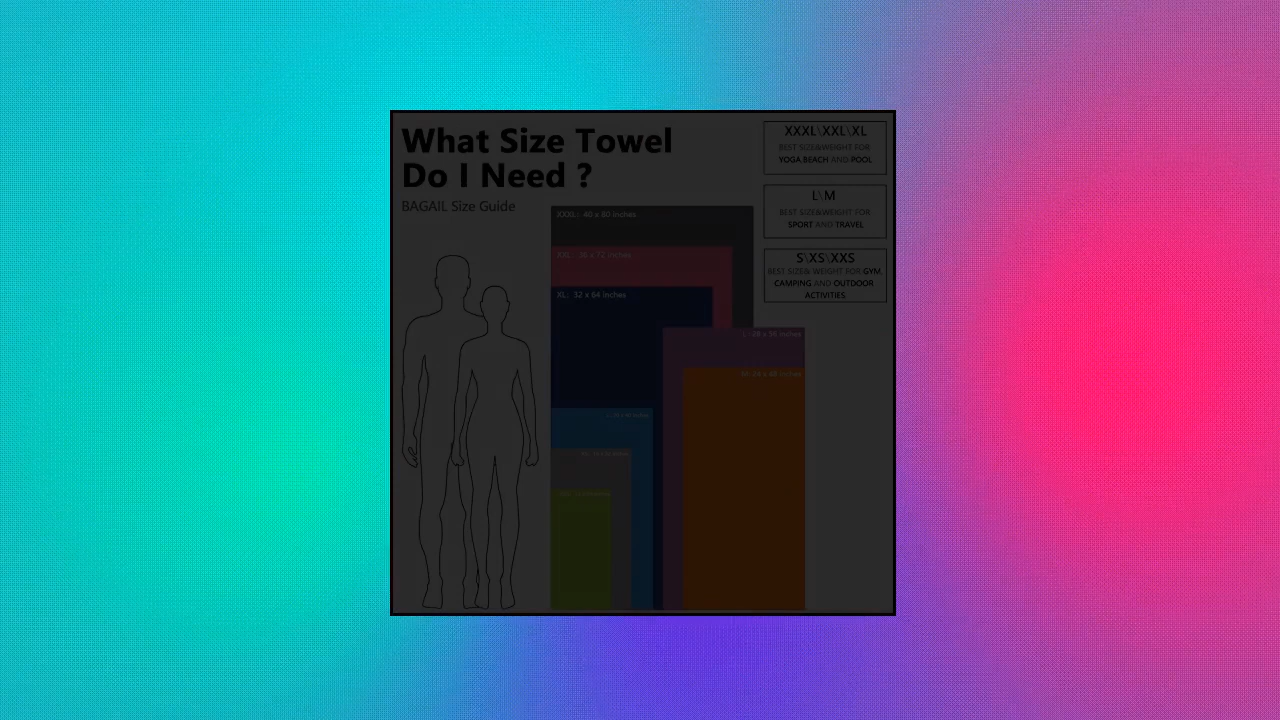 What Size Towel
Do I Need ?
BAGAIL Size Guide
XXXL\XXL\XL
BEST SIZE&WEIGHT FOR
YOGA,BEACH AND POOL
L\M
BEST SIZE&WEIGHT FOR
SPORT AND TRAVEL
S\XS\XXS
BEST SIZE& WEIGHT FOR GYM,
CAMPING AND OUTDOOR
ACTIVITIES
XXXL: 40 x 80 inches
XXL: 36 x 72 inches
XL: 32 x 64 inches
L: 28 x 56 inches
M: 24 x 48 inches